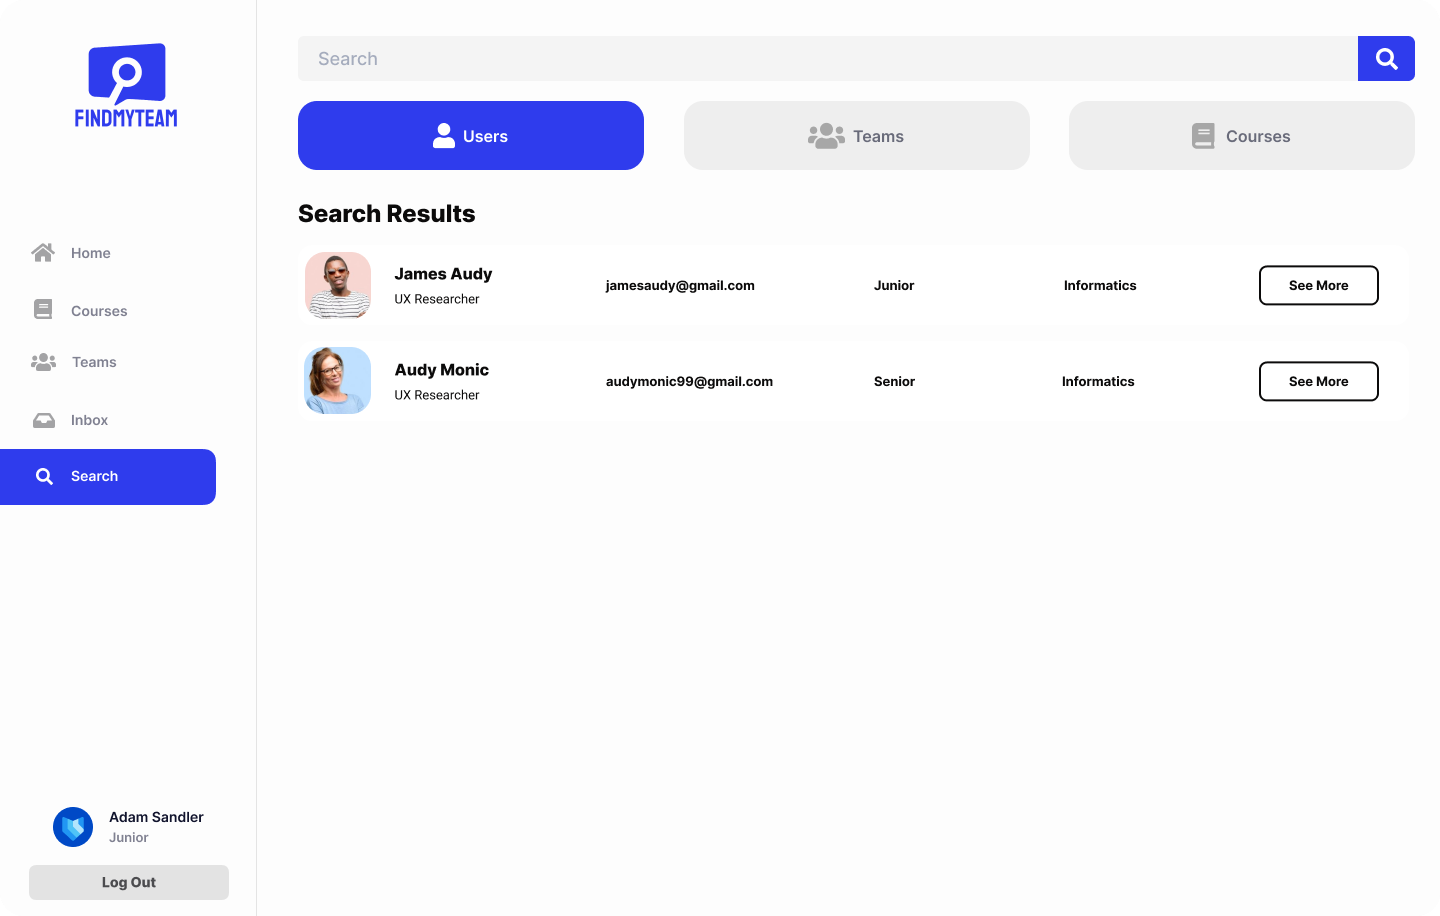 FINDMYTEAM
Home
Courses
Teams
Inbox
Search
Adam Sandler
Junior
Log Out
Search
Users
Teams
Courses
Search Results
James Audy
UX Researcher
jamesaudy@gmail.com
Junior
Informatics
See More
Audy Monic
UX Researcher
audymonic99@gmail.com
Senior
Informatics
See More